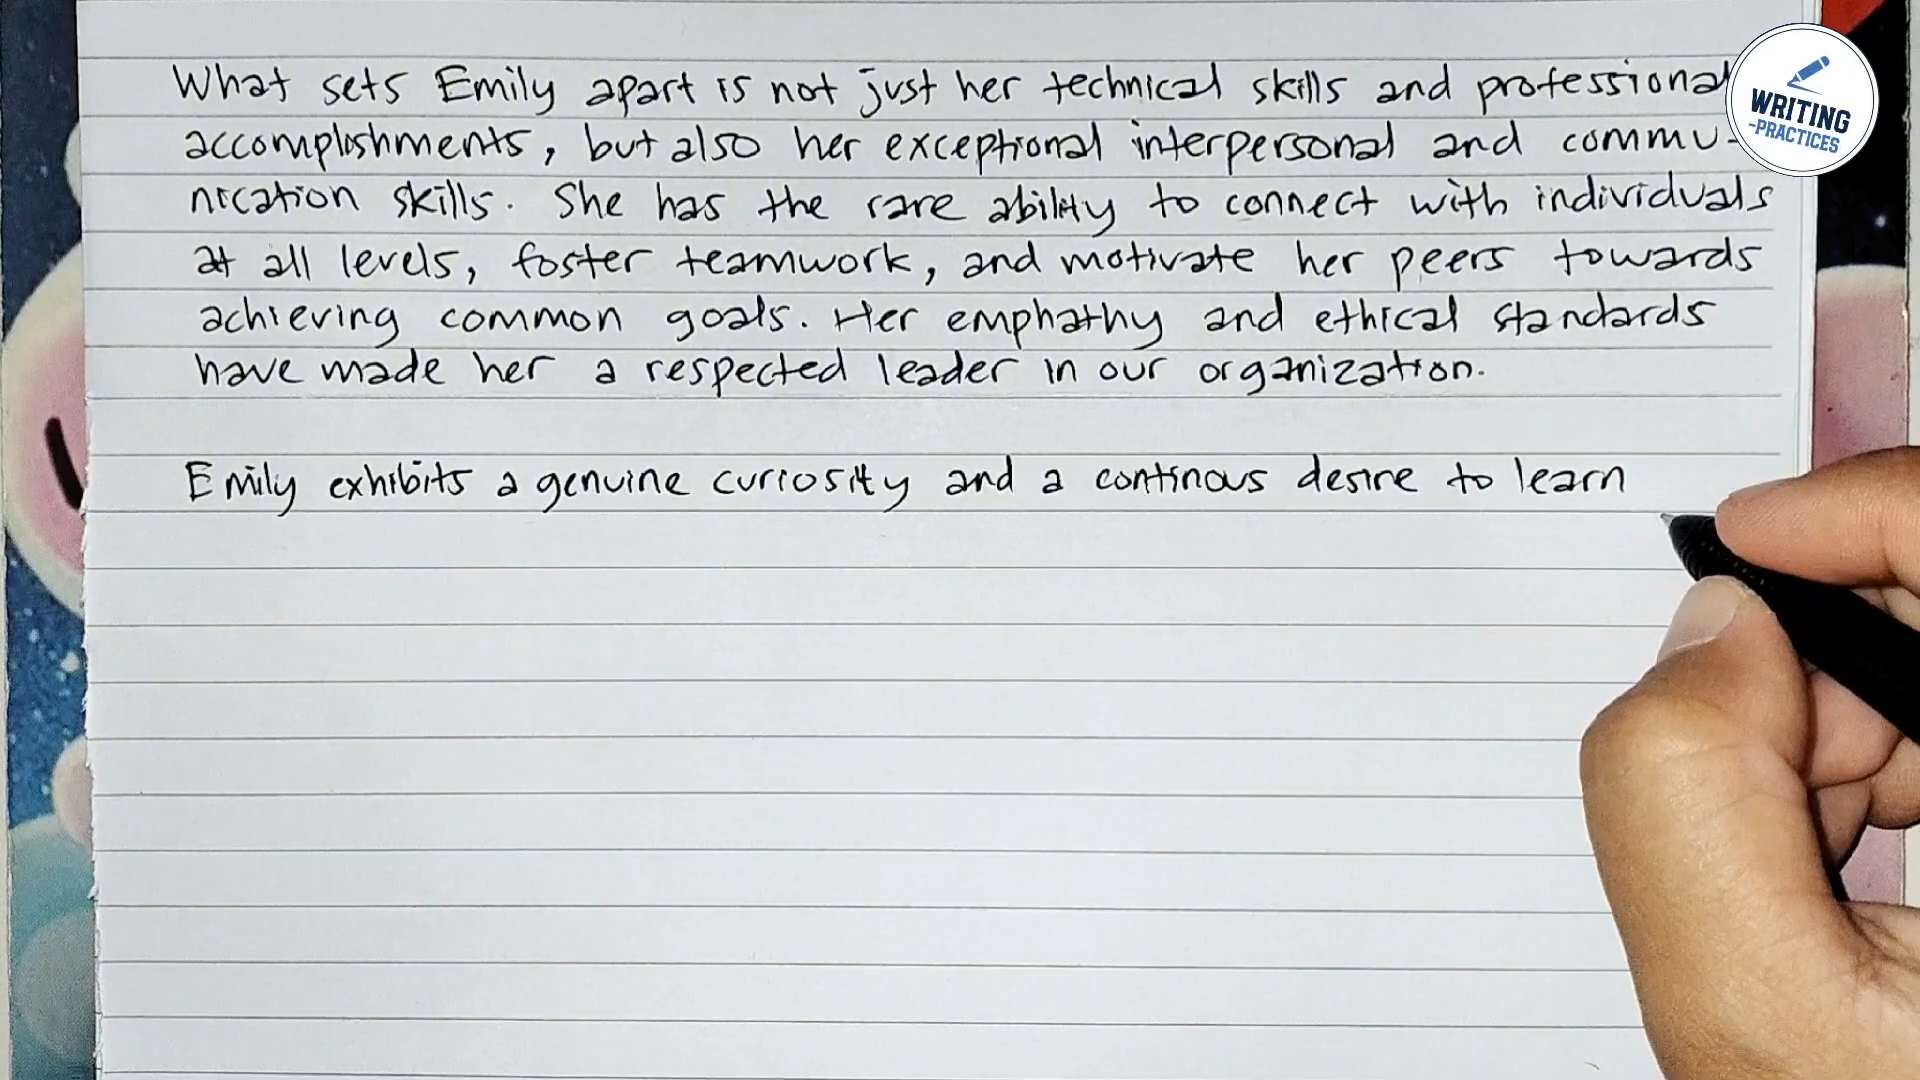 What sets Emily apart is not just her technical skills and professional
accomplishments, but also her exceptional interpersonal and commu-
nication skills. She has the rare ability to connect with individuals
at all levels, foster teamwork, and motivate her peers towards
achieving common goals. Her emphathy and ethical standards
have made her a respected leader in our organization.
Emily exhibits a genuine curiosity and a continous desire to learn
WRITING
-PRACTICES